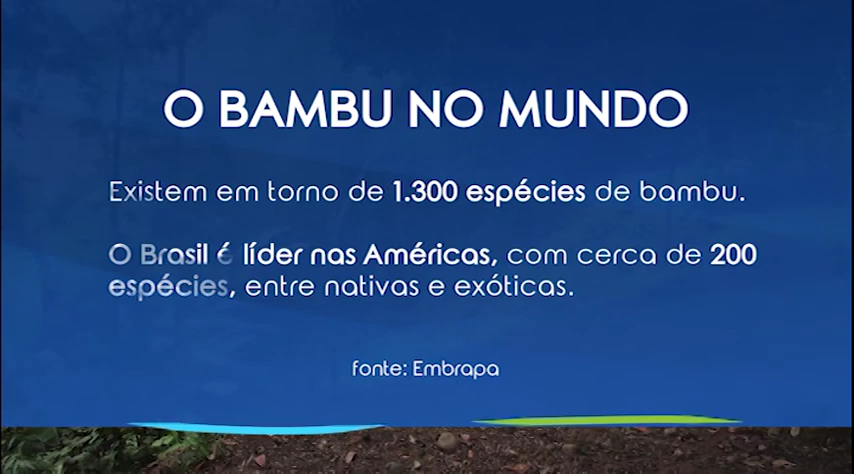 O BAMBU NO MUNDO
Existem em torno de 1.300 espécies de bambu.
O Brasil é líder nas Américas, com cerca de 200
espécies, entre nativas e exóticas.
fonte: Embrapa